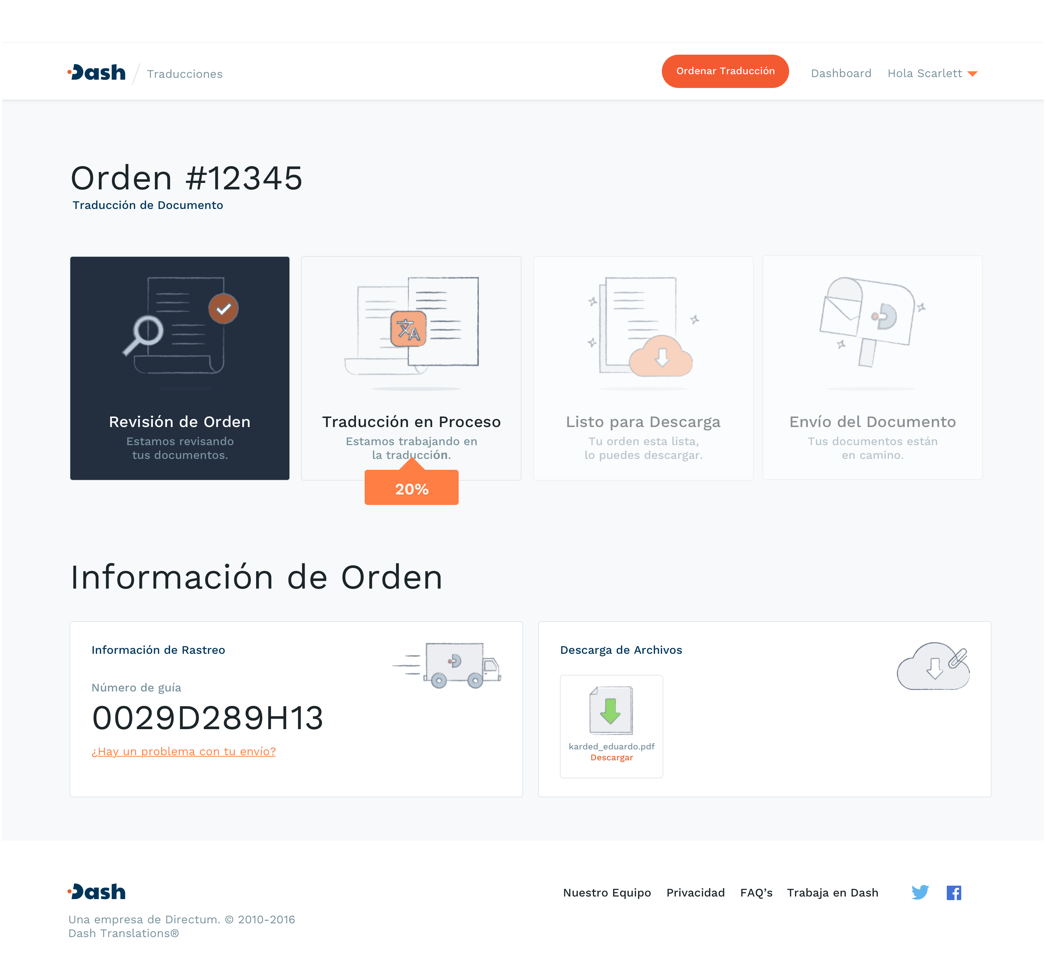 Dash / Traducciones
Ordenar Traducción
Dashboard
Hola Scarlett
Orden #12345
Traducción de Documento
Revisión de Orden
Estamos revisando
tus documentos.
Traducción en Proceso
Estamos trabajando en
la traducción.
20%
Listo para Descarga
Tu orden esta lista,
lo puedes descargar.
Envío del Documento
Tus documentos están
en camino.
Información de Orden
Información de Rastreo
Número de guía
0029D289H13
¿Hay un problema con tu envío?
Descarga de Archivos
karded_eduardo.pdf
Descargar
Dash
Una empresa de Directum. © 2010-2016
Dash Translations®
Nuestro Equipo
Privacidad
FAQ's
Trabaja en Dash